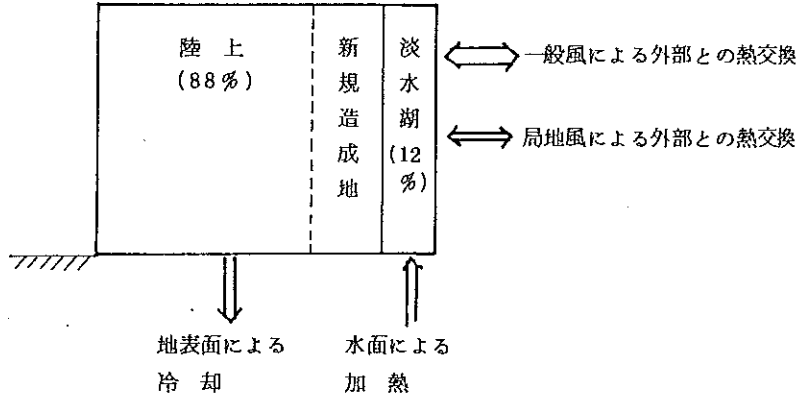 陸上
(88%)
新規造成地
淡水湖(12%)
一般風による外部との熱交換
局地風による外部との熱交換
地表面による
冷却
水面による
加熱